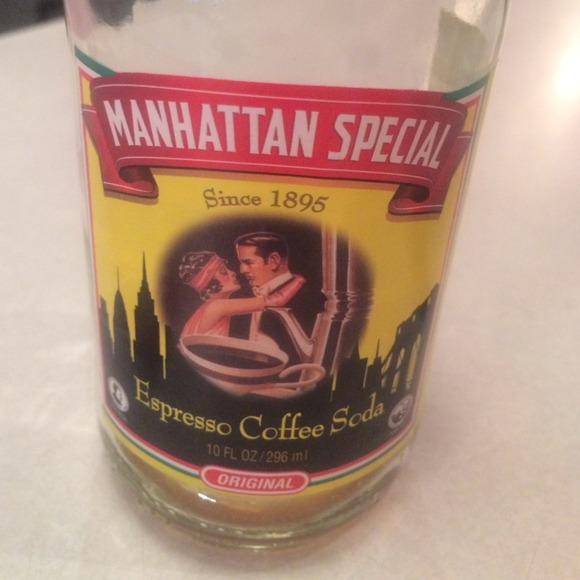 MANHATTAN SPECIAL
Since 1895
Espresso Coffee Soda
10 FL OZ/296 ml
ORIGINAL